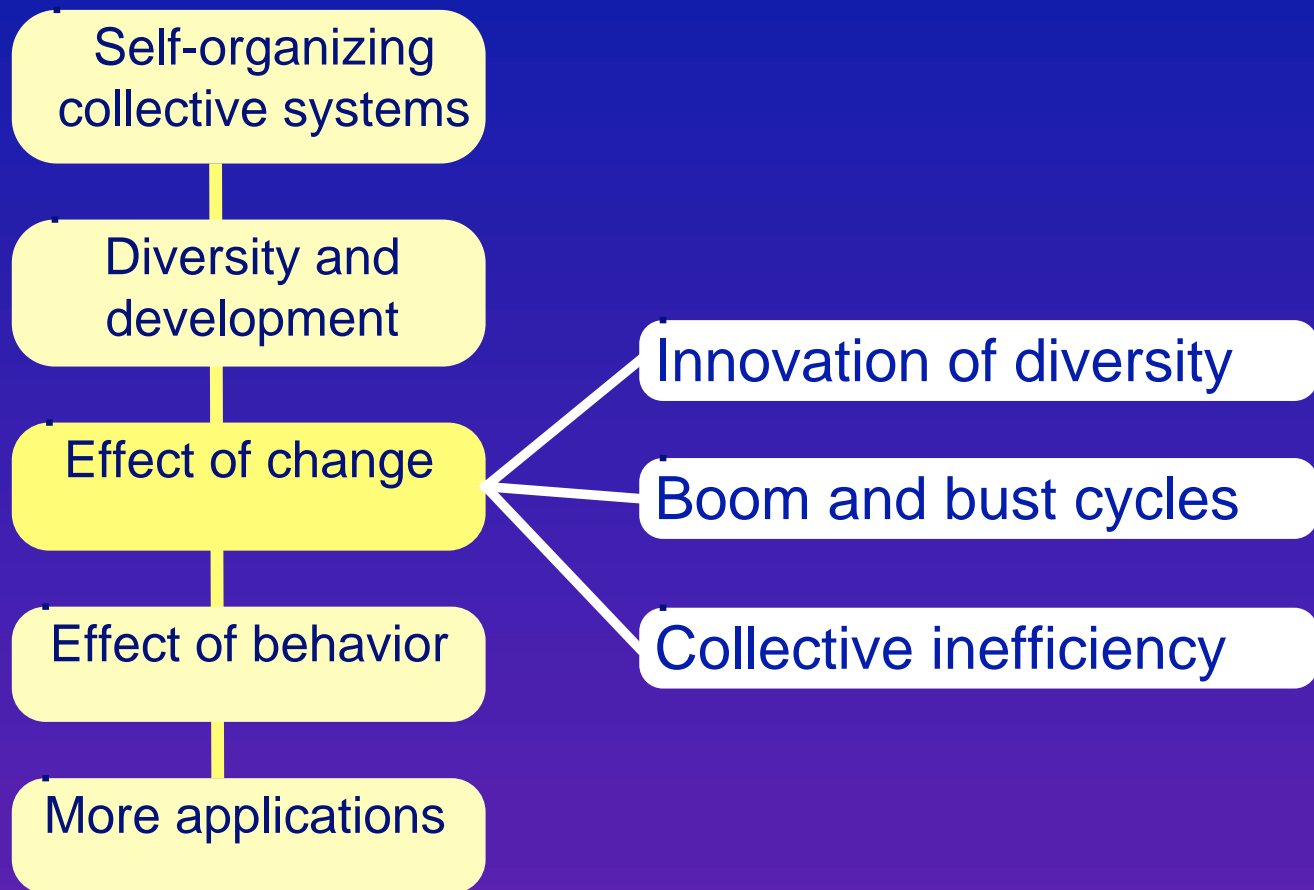 Self-organizing
collective systems
Diversity and
development
Effect of change
Effect of behavior
More applications
Innovation of diversity
Boom and bust cycles
Collective inefficiency